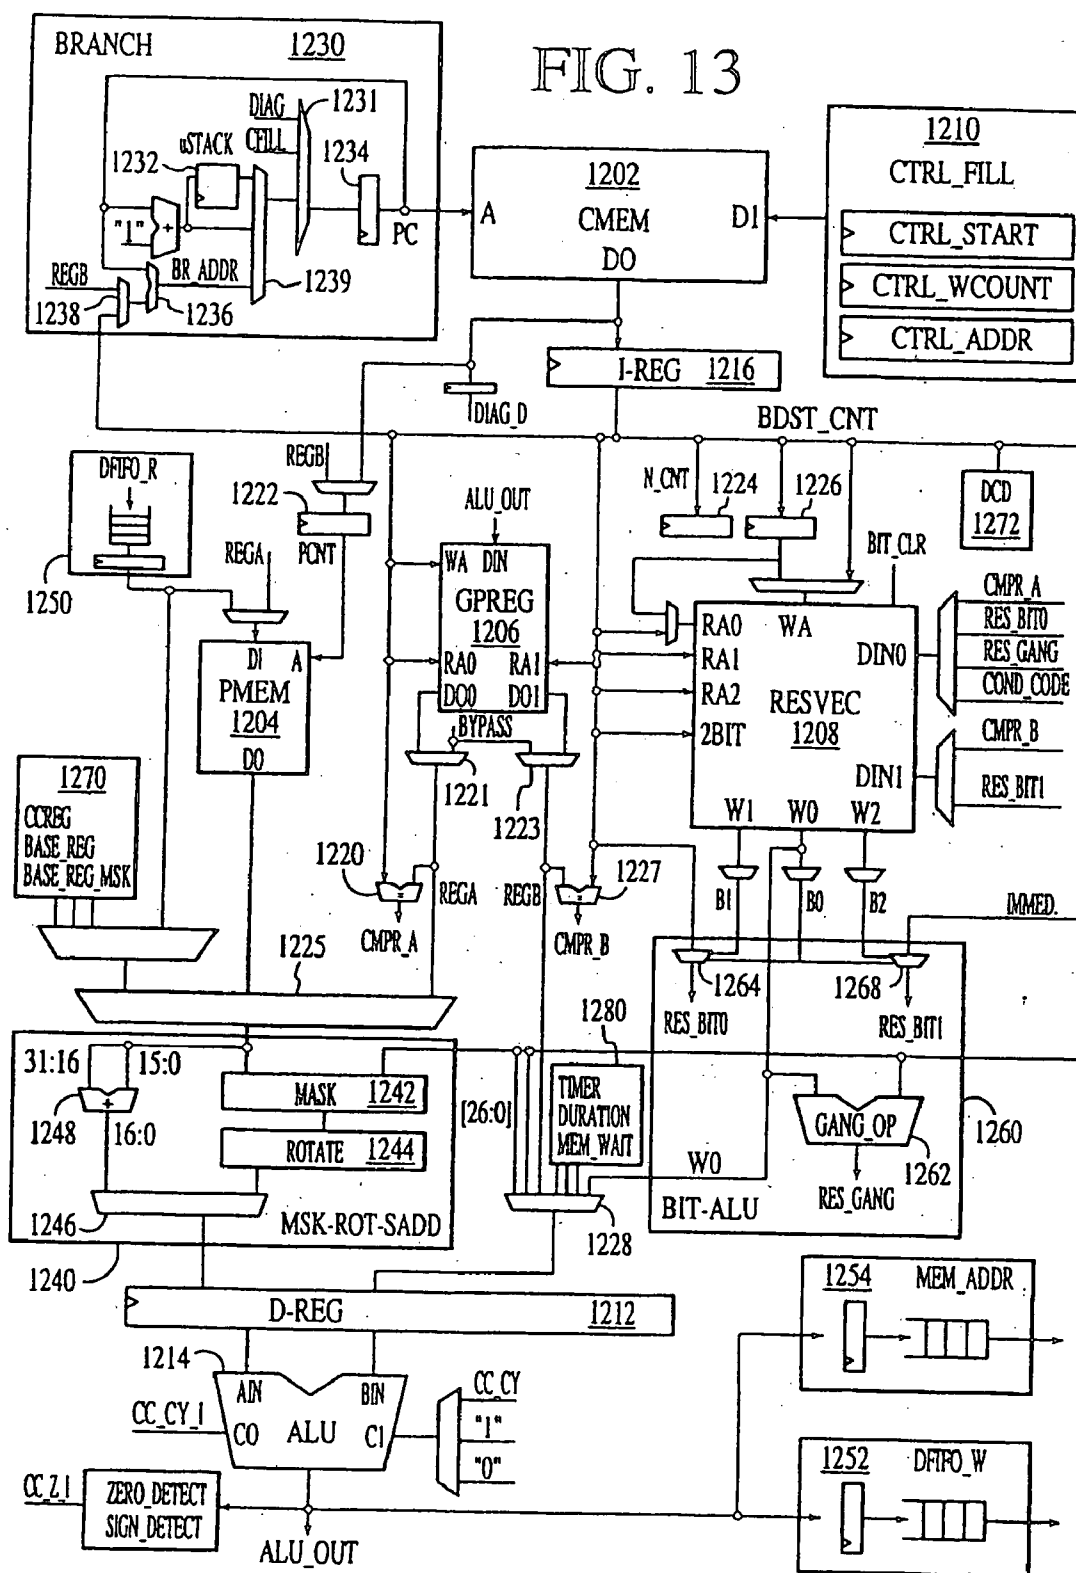 FIG. 13
BRANCH 1230
DIAG
CFILL
1231
uSTACK
1232
1234
"1"
+
PC
BR_ADDR
REGB
1238
1236
1239
A
1202
CMEM
DO
DI
1210
CTRL_FILL
CTRL_START
CTRL_WCOUNT
CTRL_ADDR
I-REG 1216
DIAG_D
BDST_CNT
DFIFO_R
1250
REGB
1222
PCNT
REGA
ALU_OUT
WA DIN
GPREG
1206
RA0 RA1
DO0 DO1
N_CNT
1224
1226
DCD
1272
BIT_CLR
DI A
PMEM
1204
DO
BYPASS
1221
1223
RA0
WA
DIN0
RA1
RA2
RESVEC
1208
2BIT
DIN1
W1 W0 W2
CMPR_A
RES_BIT0
RES_GANG
COND_CODE
CMPR_B
RES_BIT1
1270
CCREG
BASE_REG
BASE_REG_MSK
1220
=
CMPR_A
REGA
REGB
=
1227
CMPR_B
B1
B0
B2
IMMED.
1225
1264
1268
RES_BIT0
RES_BIT1
31:16
15:0
MASK 1242
1248
+
16:0
ROTATE 1244
[26:0]
1280
TIMER
DURATION
MEM_WAIT
GANG_OP
1260
1262
W0
RES_GANG
1246
MSK-ROT-SADD
1228
BIT-ALU
1240
D-REG 1212
1254
MEM_ADDR
1214
AIN
BIN
CC_CY_I
CO
ALU
CI
CC_CY
"1"
"0"
1252
DFIFO_W
CC_Z_I
ZERO_DETECT
SIGN_DETECT
ALU_OUT